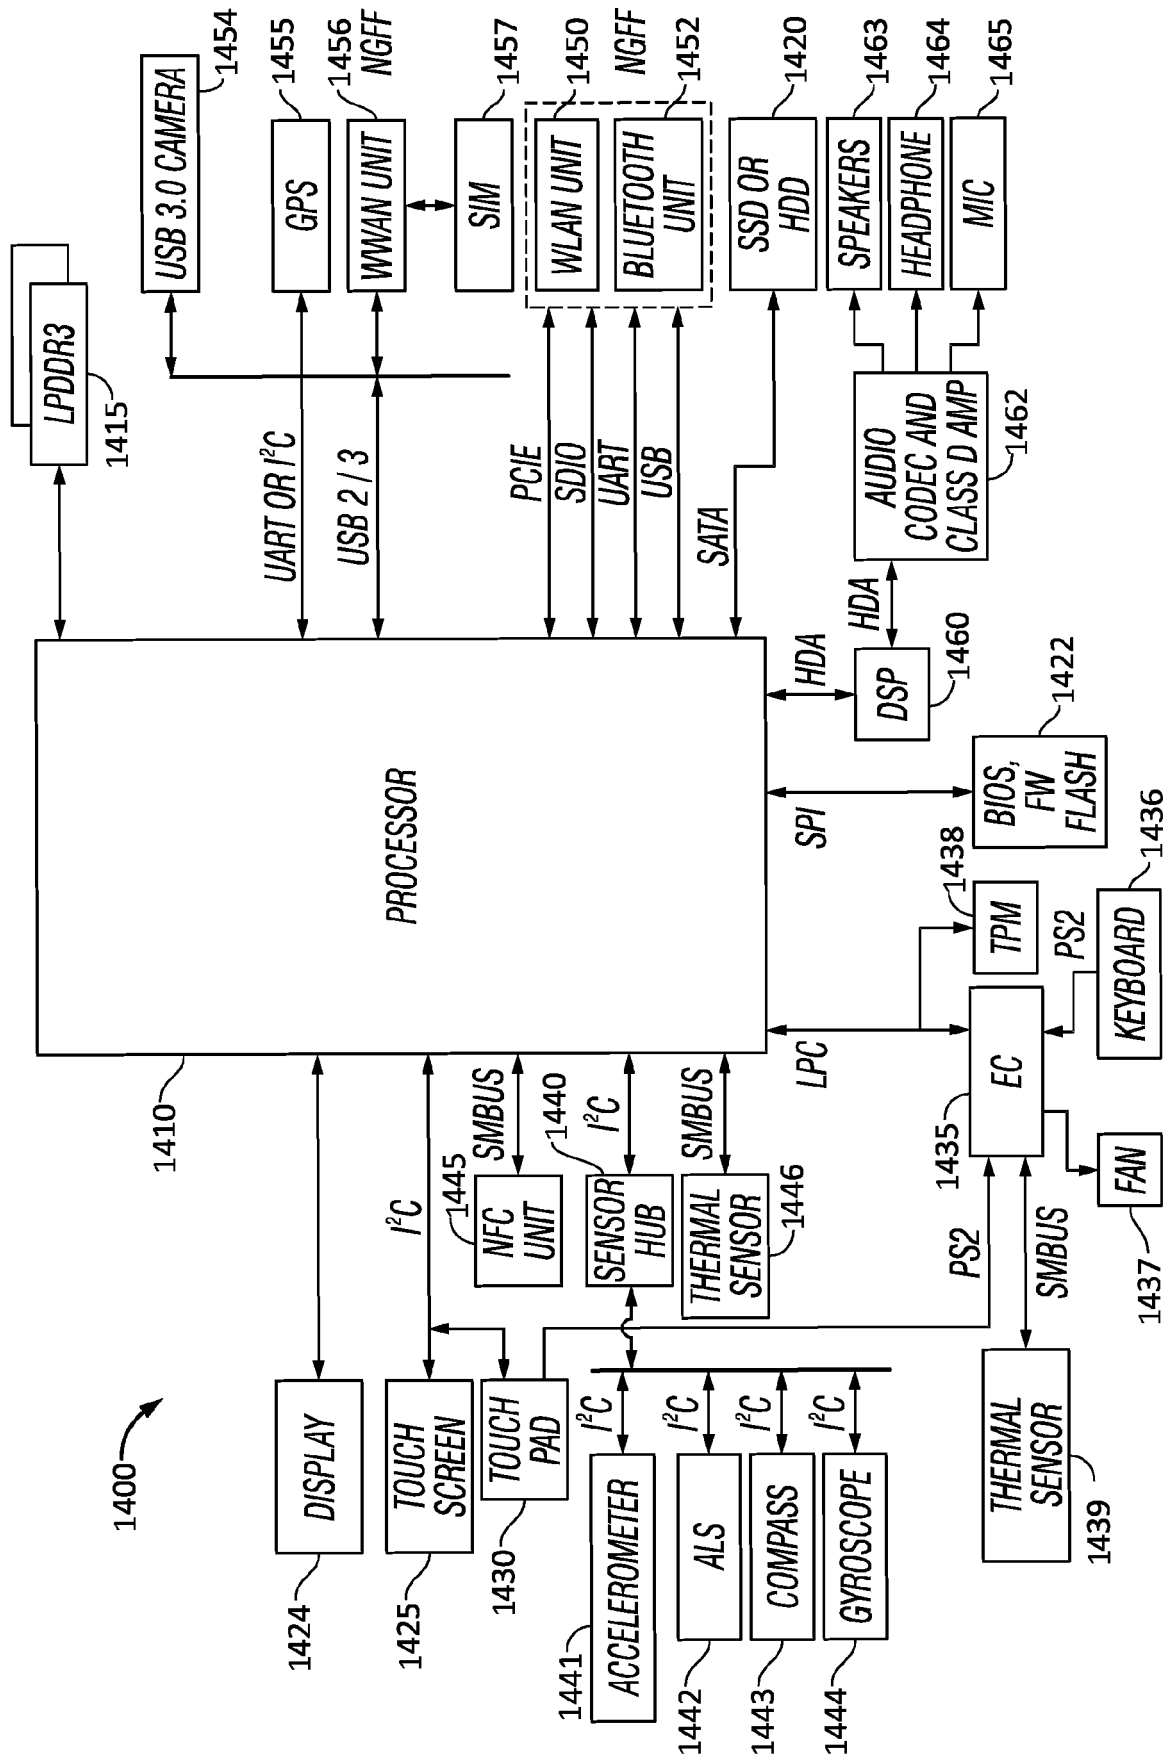 1400
1424
DISPLAY
1425
TOUCH
SCREEN
1430
TOUCH
PAD
1441
ACCELEROMETER
1442
ALS
1443
COMPASS
1444
GYROSCOPE
THERMAL
SENSOR
1439
I²C
I²C
I²C
I²C
I²C
1445
NFC
UNIT
SMBUS
1440
SENSOR
HUB
I²C
THERMAL
SENSOR
1446
SMBUS
PS2
SMBUS
1410
PROCESSOR
LPC
1435
EC
1437
FAN
1438
TPM
PS2
KEYBOARD
1436
SPI
BIOS,
FW
FLASH
1422
HDA
DSP
1460
HDA
AUDIO
CODEC AND
CLASS D AMP
1462
LPDDR3
1415
UART OR I²C
USB 2 / 3
PCIE
SDIO
UART
USB
SATA
USB 3.0 CAMERA
1454
GPS
1455
WWAN UNIT
1456
NGFF
SIM
1457
WLAN UNIT
1450
BLUETOOTH
UNIT
NGFF
1452
SSD OR
HDD
1420
SPEAKERS
1463
HEADPHONE
1464
MIC
1465